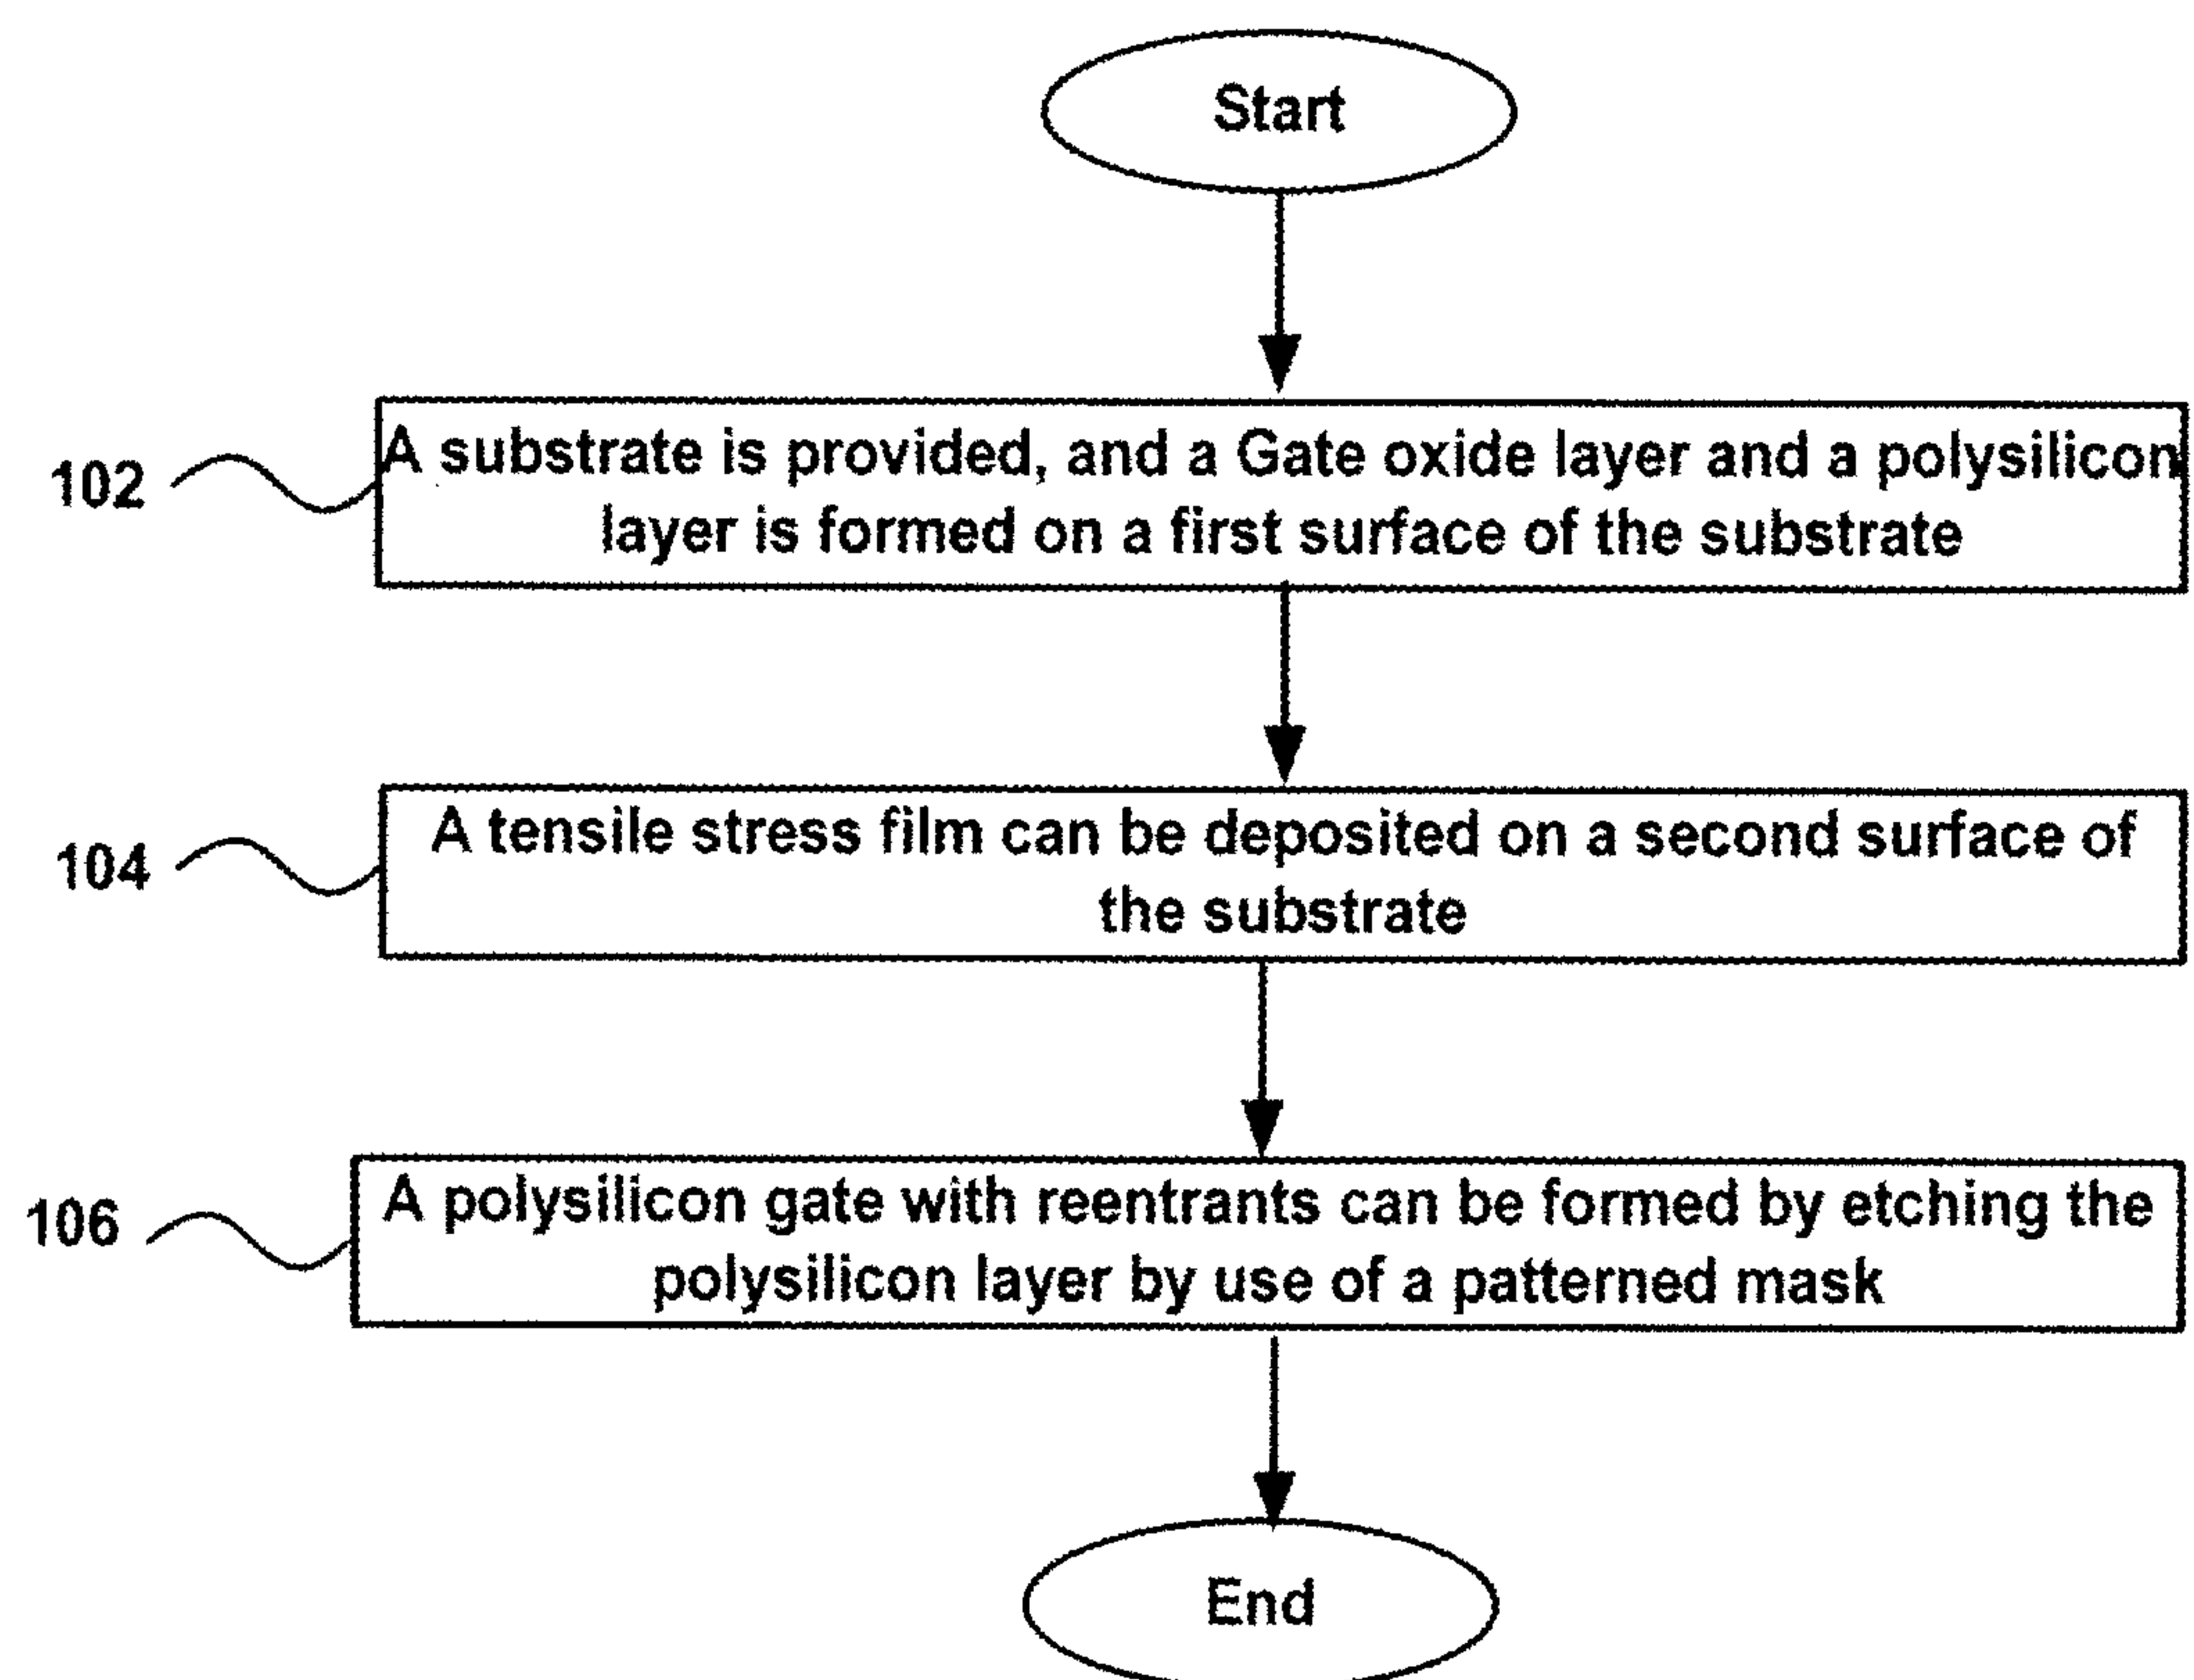 Start
102
A substrate is provided, and a Gate oxide layer and a polysilicon
layer is formed on a first surface of the substrate
104
A tensile stress film can be deposited on a second surface of
the substrate
106
A polysilicon gate with reentrants can be formed by etching the
polysilicon layer by use of a patterned mask
End